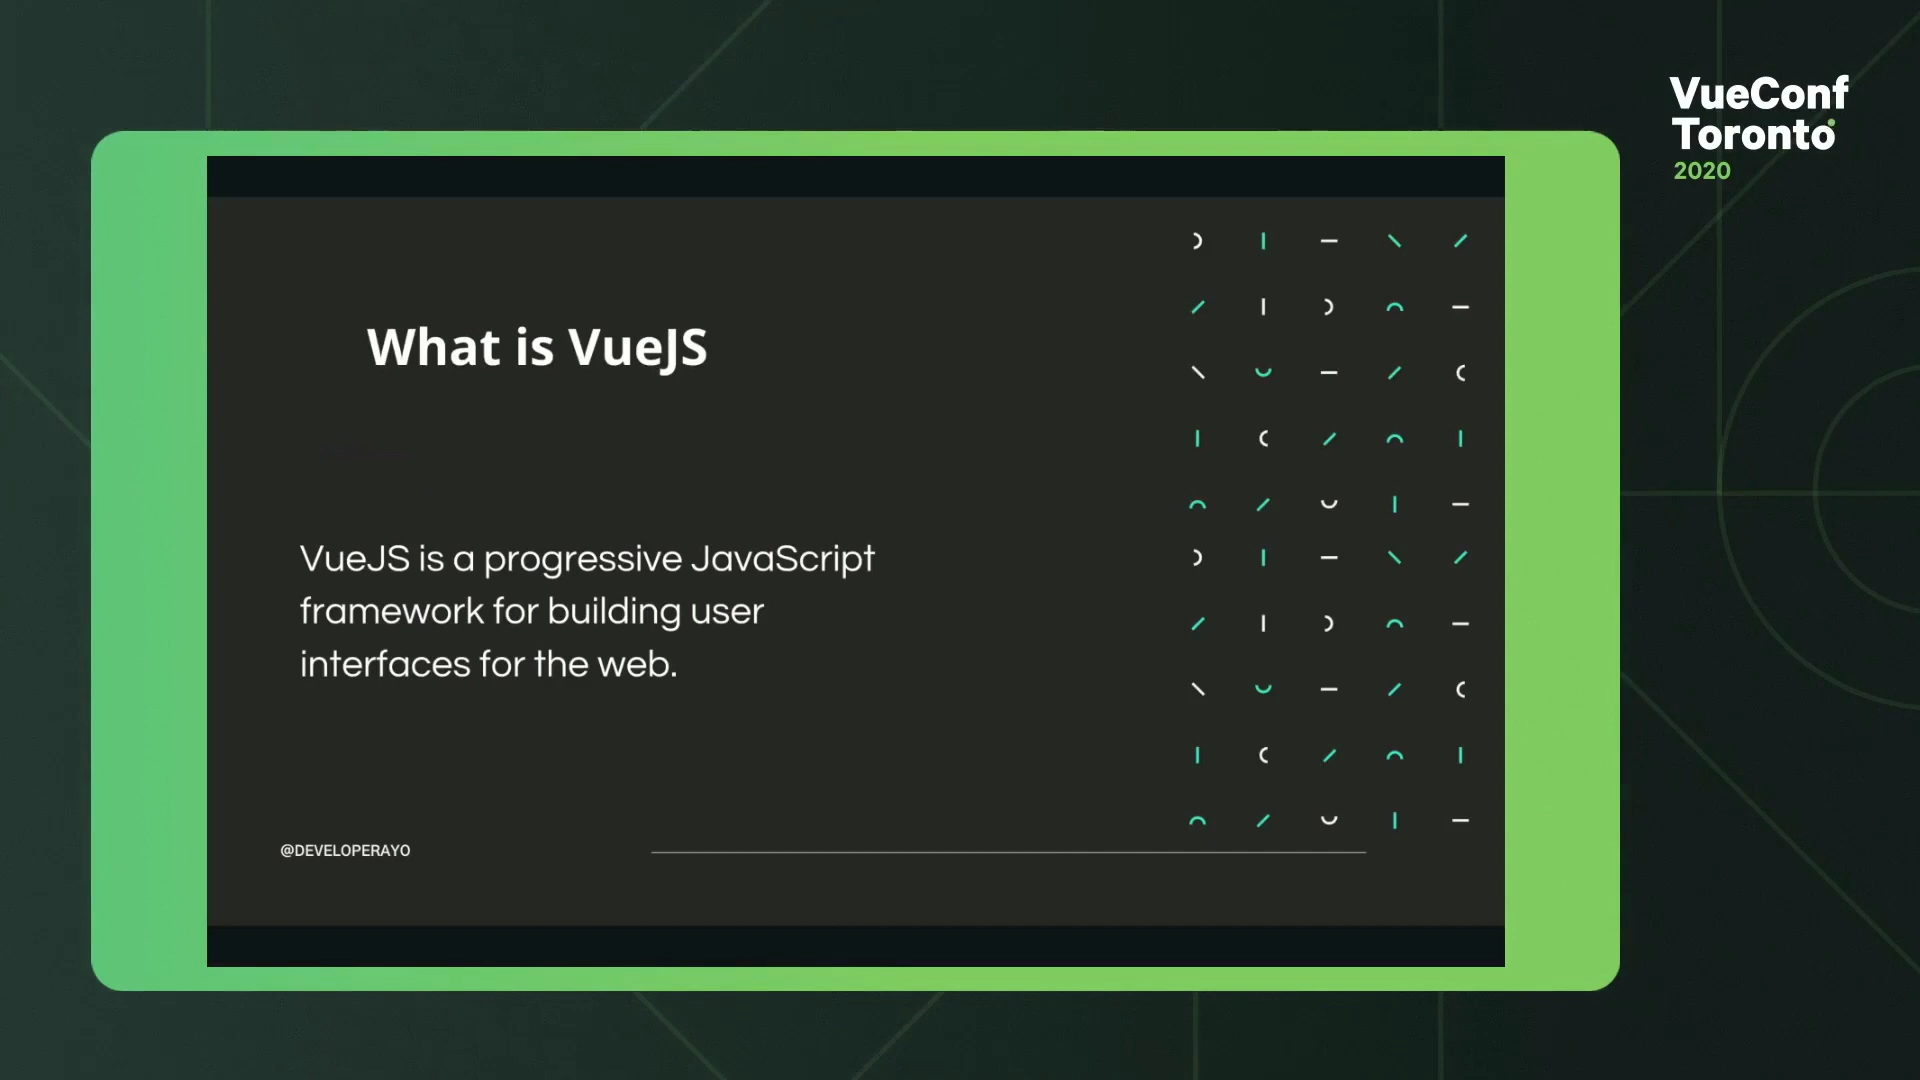 VueConf
Toronto
2020
What is VueJS
VueJS is a progressive JavaScript
framework for building user
interfaces for the web.
@DEVELOPERAYO